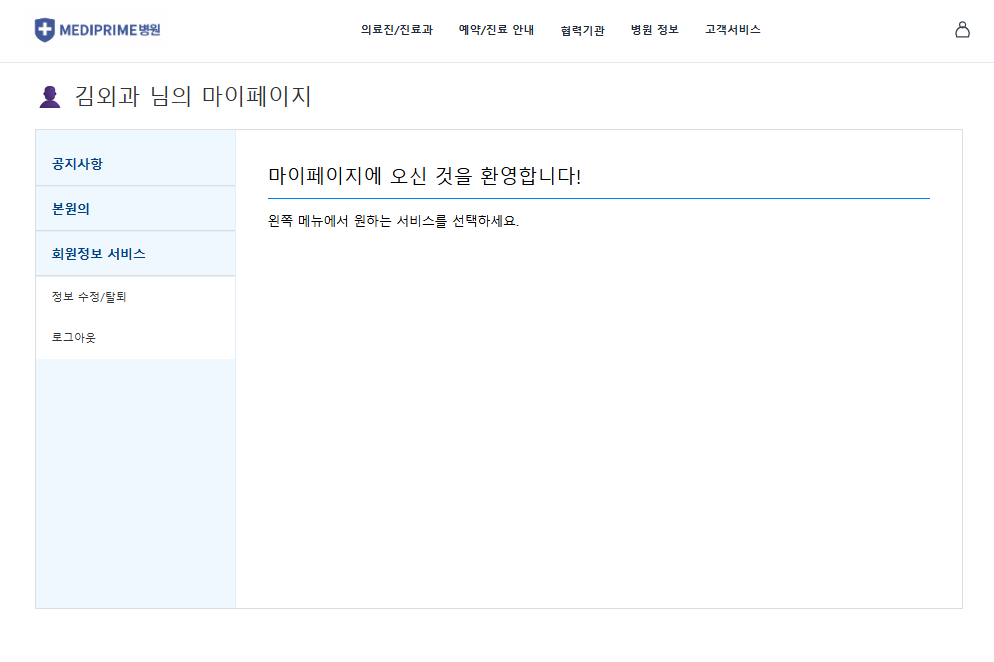 MEDIPRIME병원
의료진/진료과 예약/진료 안내 협력기관 병원 정보 고객서비스
김외과 님의 마이페이지
공지사항
본원의
회원정보 서비스
정보 수정/탈퇴
로그아웃
마이페이지에 오신 것을 환영합니다!
왼쪽 메뉴에서 원하는 서비스를 선택하세요.